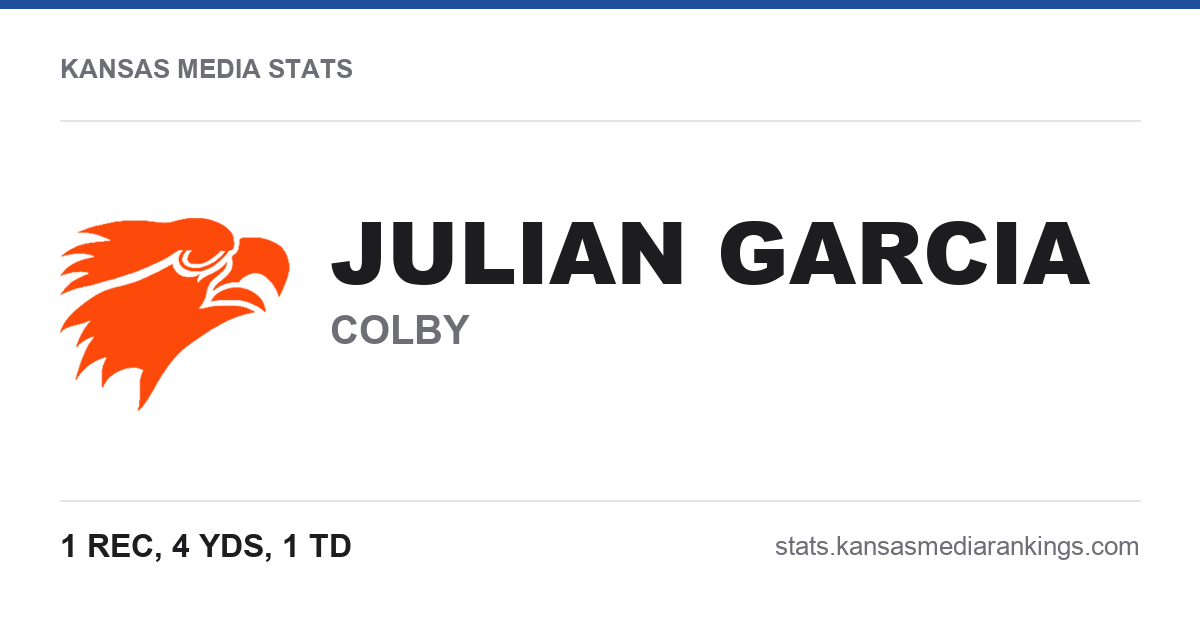 KANSAS MEDIA STATS
JULIAN GARCIA
COLBY
1 REC, 4 YDS, 1 TD
stats.kansasmediarankings.com